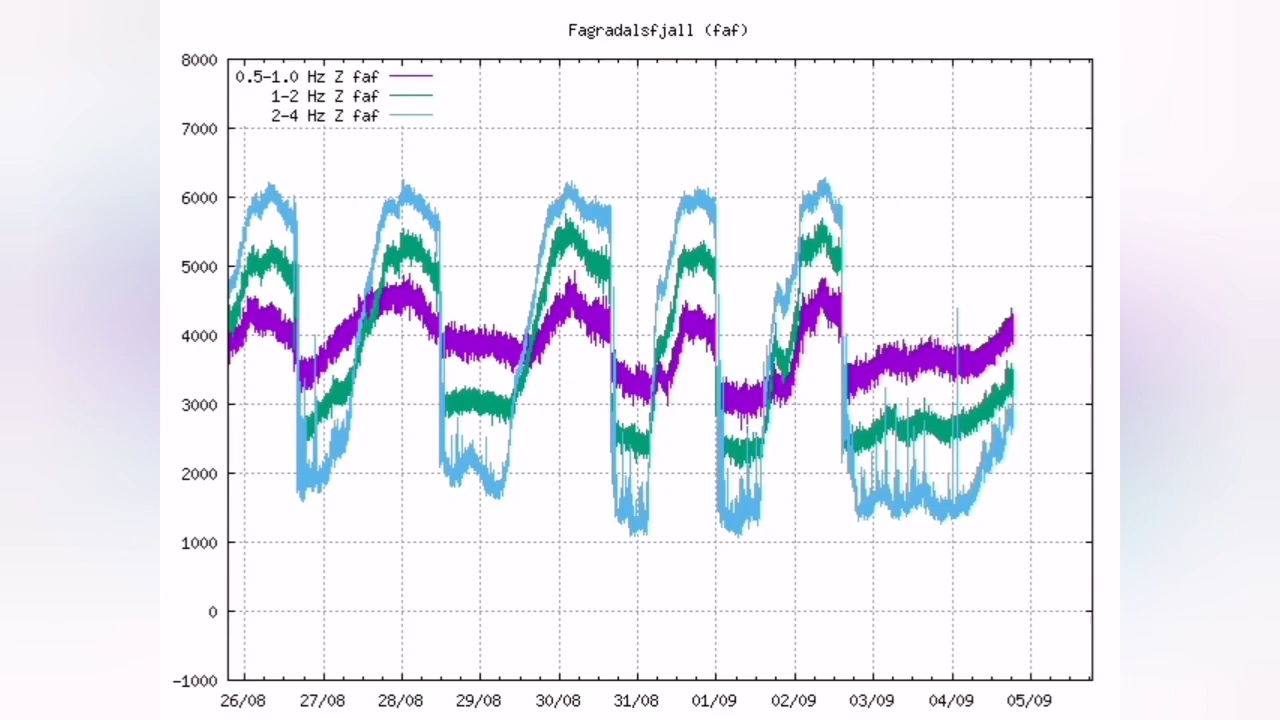 Fagradalsfjall (faf)
8000
7000
6000
5000
4000
3000
2000
1000
0
-1000
0.5-1.0 Hz Z faf
1-2 Hz Z faf
2-4 Hz Z faf
26/08 27/08 28/08 29/08 30/08 31/08 01/09 02/09 03/09 04/09 05/09